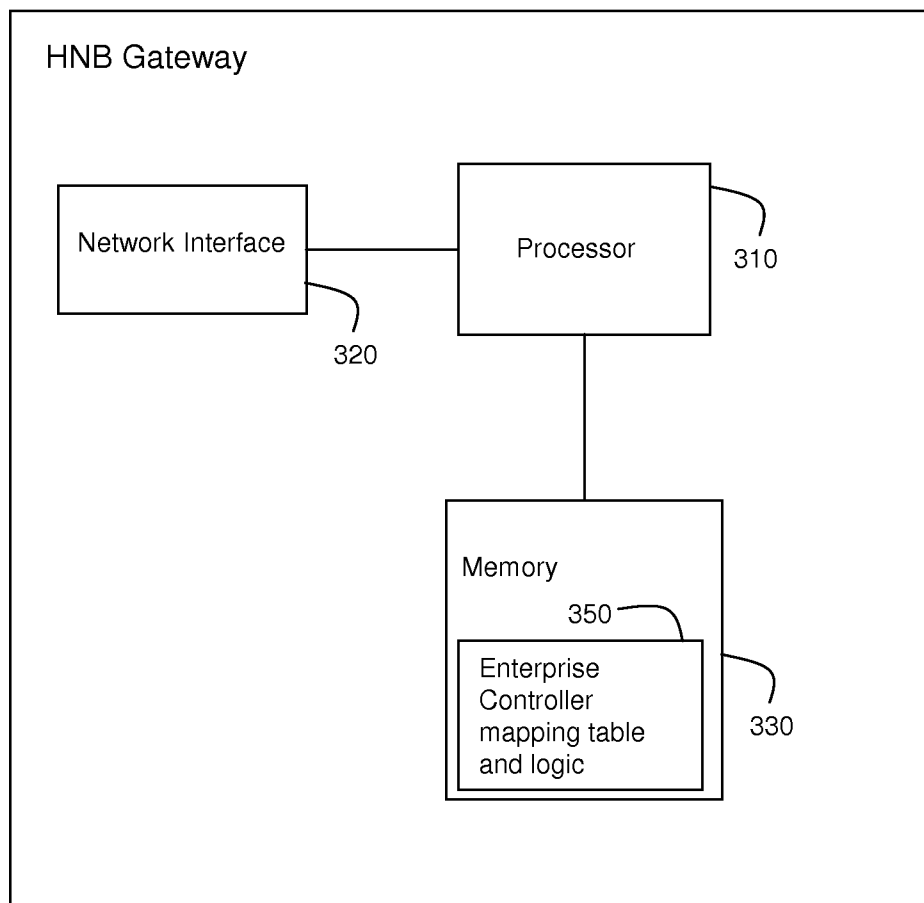 HNB Gateway
Network Interface
Processor
310
320
Memory
350
Enterprise
Controller
mapping table
and logic
330